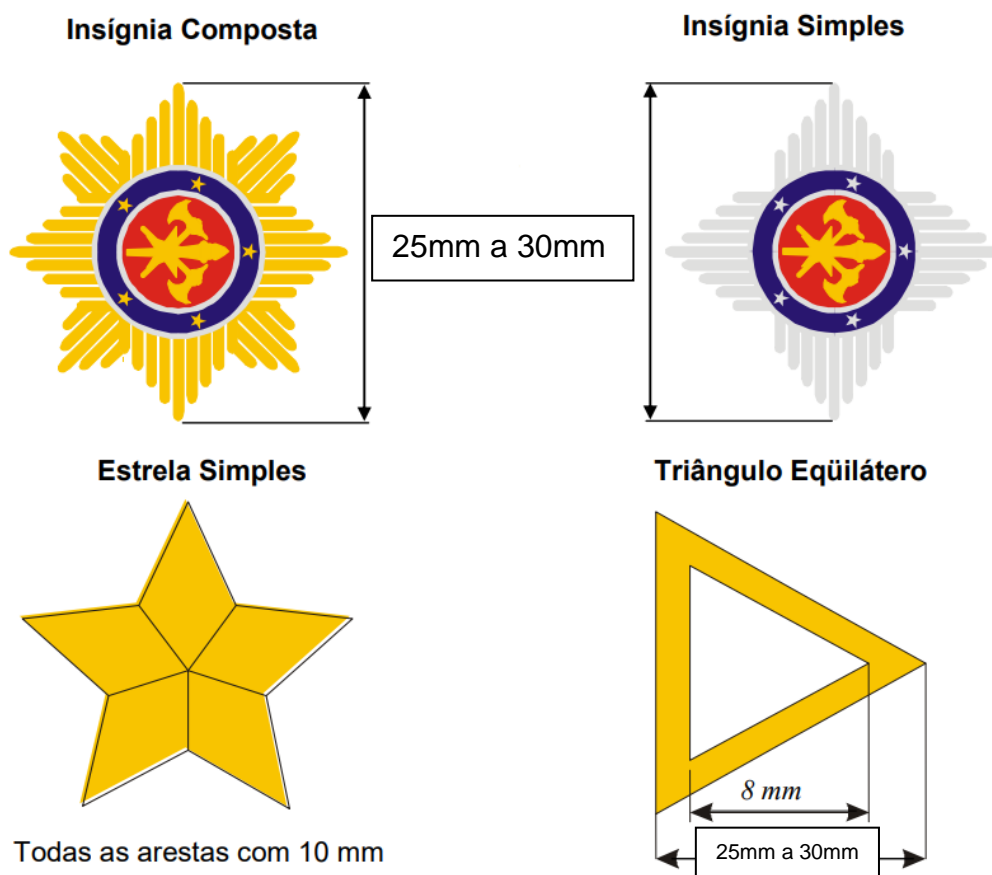 Insígnia Composta
Insígnia Simples
25mm a 30mm
Estrela Simples
Triângulo Eqüilátero
8 mm
25mm a 30mm
Todas as arestas com 10 mm